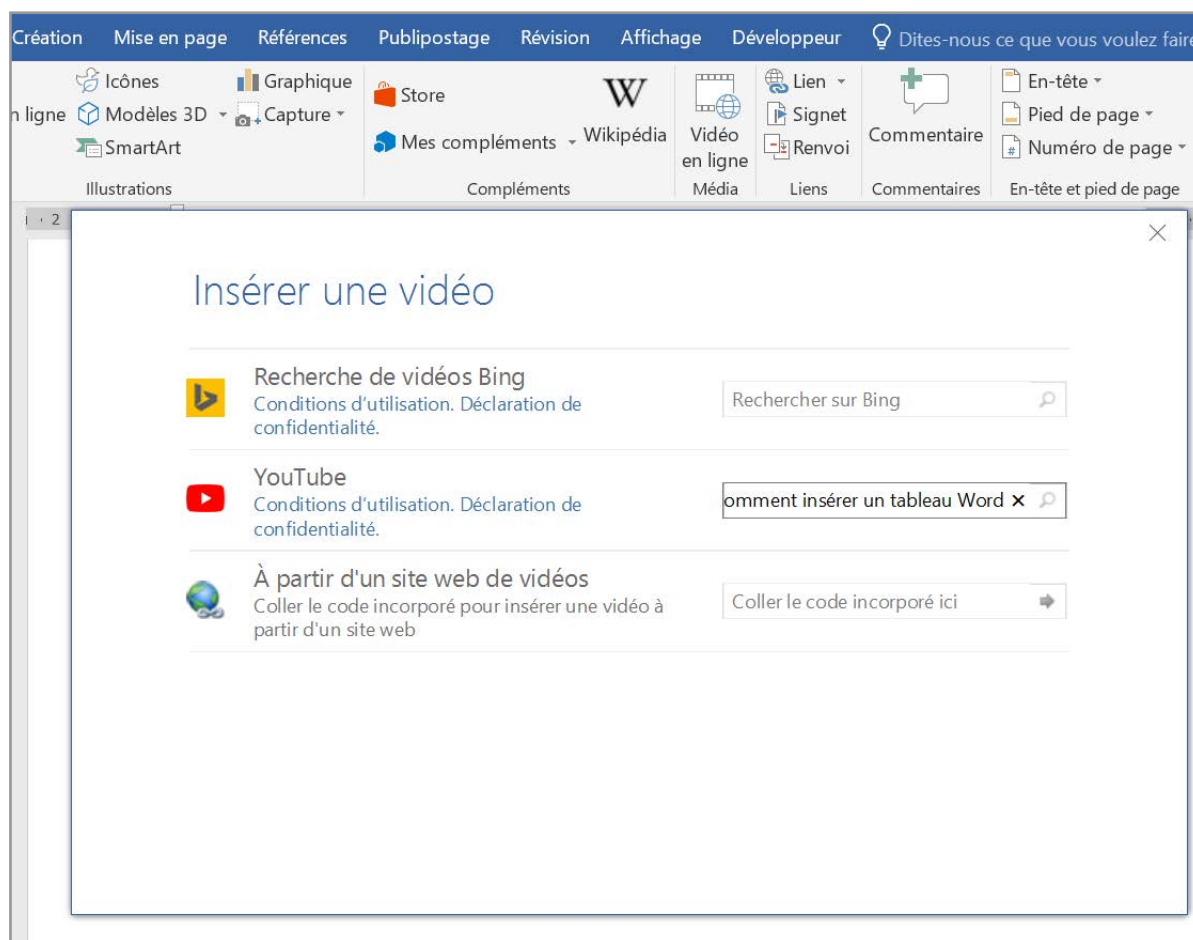 Création Mise en page Références Publipostage Révision Affichage Développeur Dites-nous ce que vous voulez faire
Icônes Graphique Store Wikipédia Vidéo en ligne Lien Commentaire En-tête
n ligne Modèles 3D Capture Mes compléments Signet Pied de page
SmartArt Renvoi # Numéro de page
Illustrations Compléments Média Liens Commentaires En-tête et pied de page
2
Insérer une vidéo
Recherche de vidéos Bing
Conditions d'utilisation. Déclaration de
confidentialité.
Rechercher sur Bing
YouTube
Conditions d'utilisation. Déclaration de
confidentialité.
omment insérer un tableau Word
À partir d'un site web de vidéos
Coller le code incorporé pour insérer une vidéo à
partir d'un site web
Coller le code incorporé ici